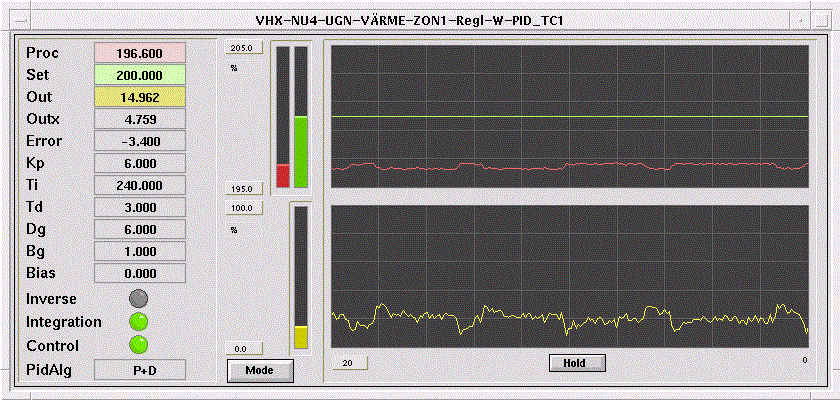 VHX-NU4-UGN-VÄRME-ZON1-Regl-W-PID_TC1
Proc 196.600
Set 200.000
Out 14.962
Outx 4.759
Error -3.400
Kp 6.000
Ti 240.000
Td 3.000
Dg 6.000
Bg 1.000
Bias 0.000
Inverse
Integration
Control
PidAlg P+D
205.0
%
195.0
100.0
%
0.0
Mode
20 Hold 0